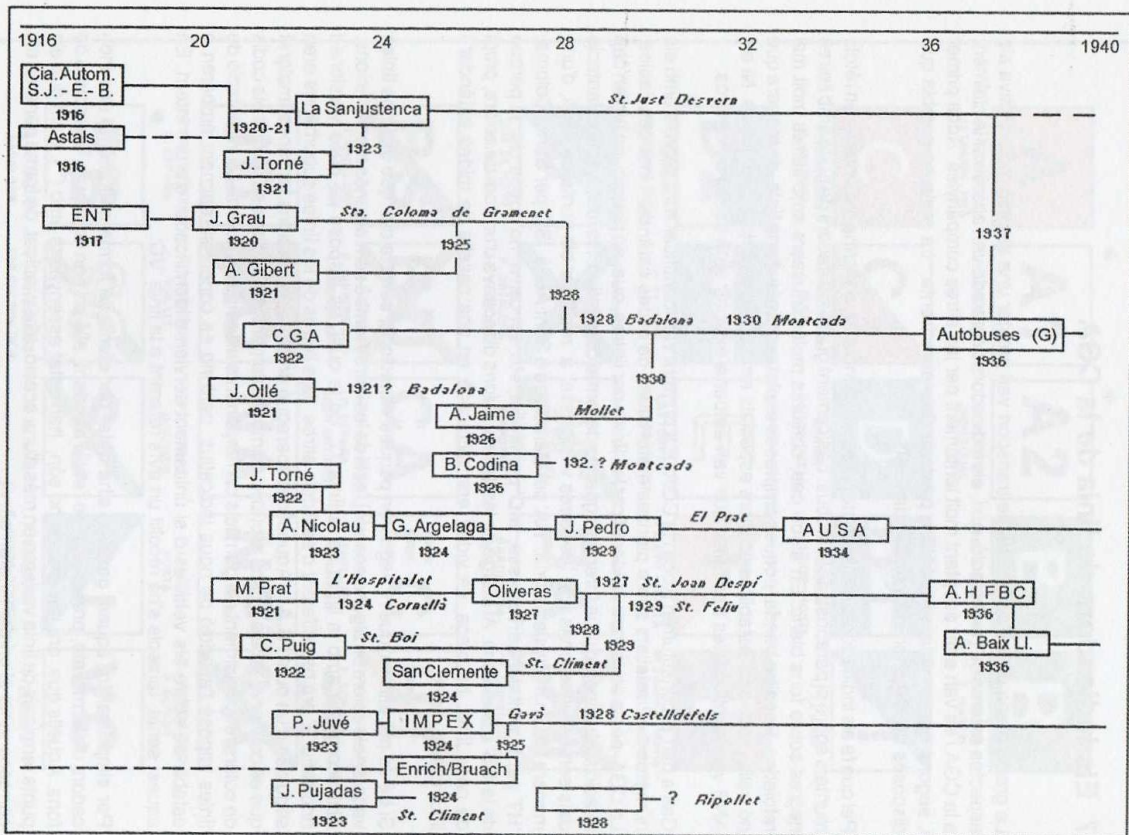 1916 20 24 28 32 36 1940
Cia. Autom.
S.J. - E.- B.
1916
Astals
1916
1920-21
La Sanjustenca
St. Just Desvern
1923
J. Torné
1921
1937
ENT
1917
J. Grau
1920
Sta. Coloma de Gramenet
1925
A. Gibert
1921
1928
CGA
1922
1928 Badalona 1930 Montcada
Autobuses (G)
1936
J. Ollé
1921
1921 ? Badalona
1930
A. Jaime
1926
Mollet
B. Codina
1926
192. ? Montcada
J. Torné
1922
A. Nicolau
1923
G. Argelaga
1924
J. Pedro
1929
El Prat
AUSA
1934
M. Prat
1921
L'Hospitalet
1924 Cornellà
Oliveras
1927
1927 St. Joan Despí
1929 St. Feliu
A.H FBC
1936
1928
1929
C. Puig
1922
St. Boi
A. Baix Ll.
1936
San Clemente
1924
St. Climent
P. Juvé
1923
IMPEX
1924
Gavà
1928 Castelldefels
1925
Enrich/Bruach
1924
J. Pujadas
1923
St. Climent
1928
? Ripollet